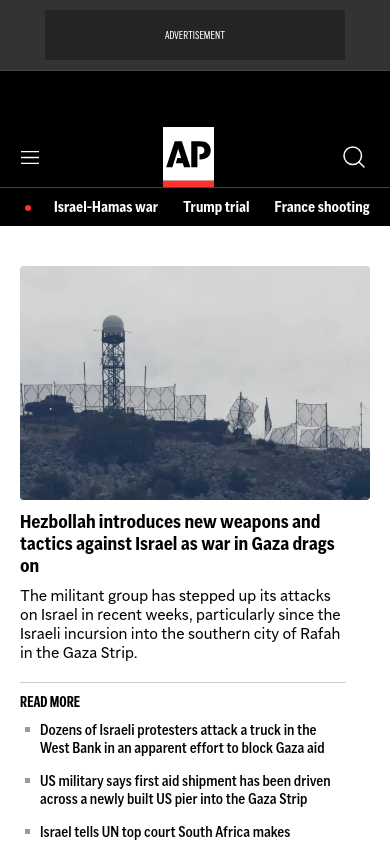 ADVERTISEMENT
AP
Israel-Hamas war
Trump trial
France shooting
Hezbollah introduces new weapons and
tactics against Israel as war in Gaza drags
on
The militant group has stepped up its attacks
on Israel in recent weeks, particularly since the
Israeli incursion into the southern city of Rafah
in the Gaza Strip.
READ MORE
Dozens of Israeli protesters attack a truck in the
West Bank in an apparent effort to block Gaza aid
US military says first aid shipment has been driven
across a newly built US pier into the Gaza Strip
Israel tells UN top court South Africa makes